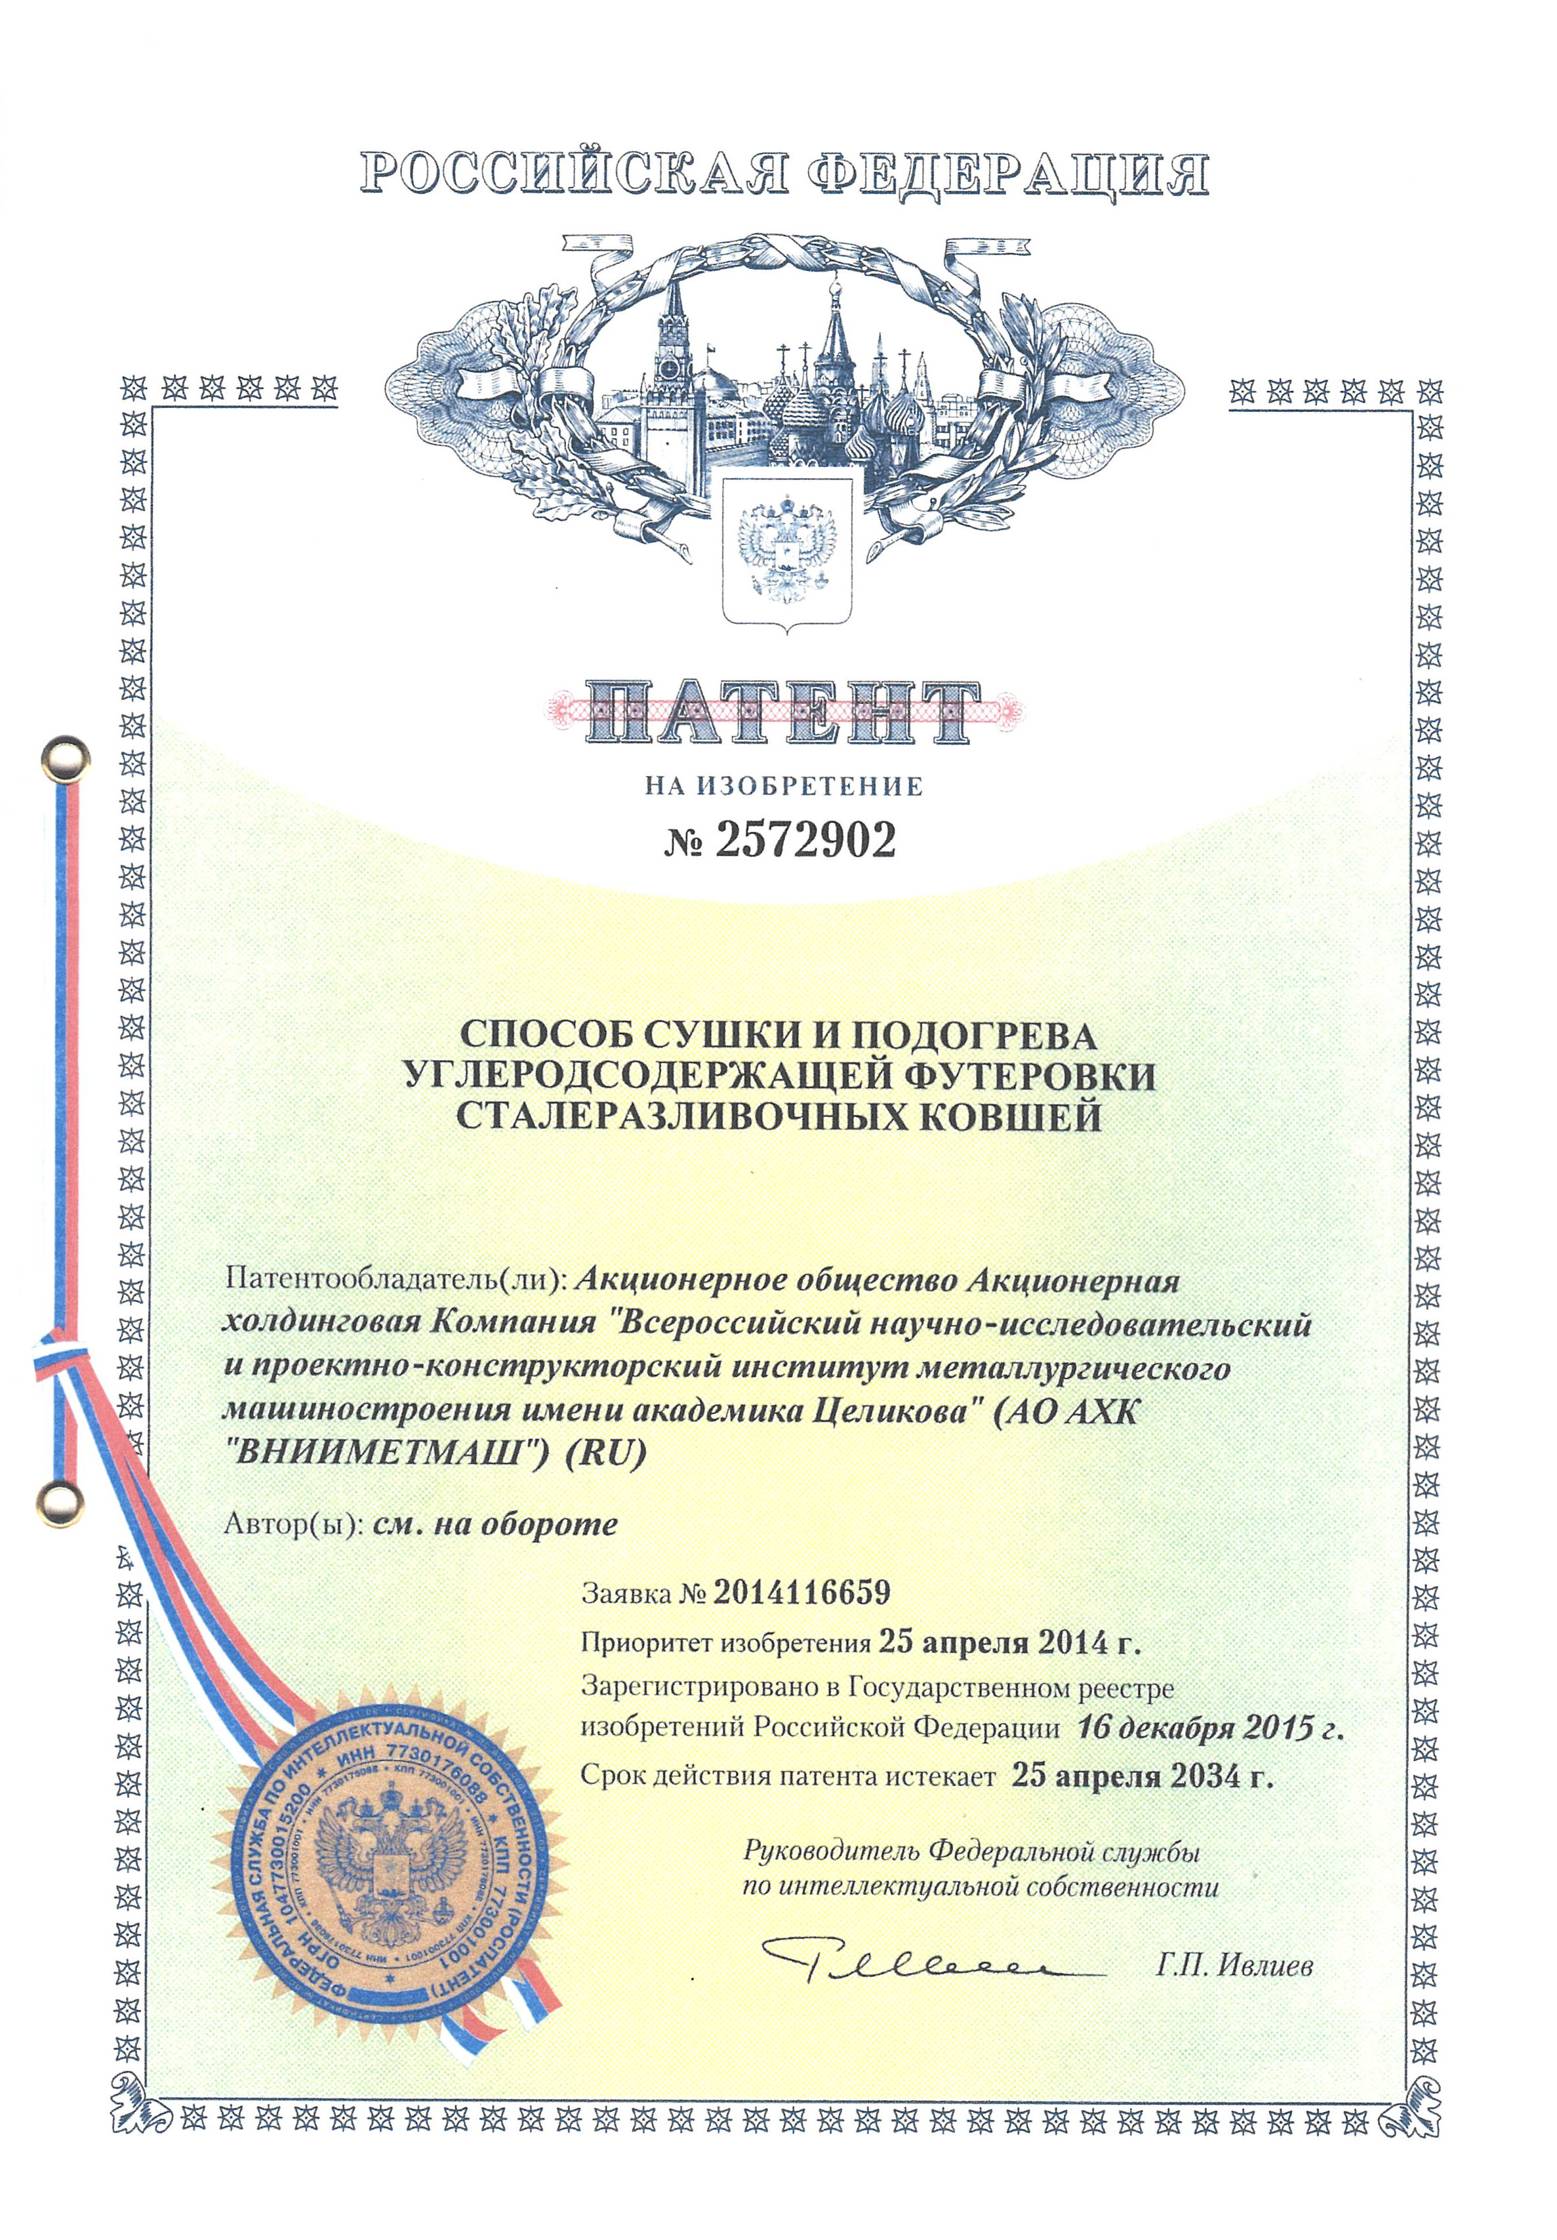 РОССИЙСКАЯ ФЕДЕРАЦИЯ
ПАТЕНТ
НА ИЗОБРЕТЕНИЕ
№ 2572902
СПОСОБ СУШКИ И ПОДОГРЕВА
УГЛЕРОДСОДЕРЖАЩЕЙ ФУТЕРОВКИ
СТАЛЕРАЗЛИВОЧНЫХ КОВШЕЙ
Патентообладатель(ли): Акционерное общество Акционерная
холдинговая Компания "Всероссийский научно-исследовательский
и проектно-конструкторский институт металлургического
машиностроения имени академика Целикова" (АО АХК
"ВНИИМЕТМАШ") (RU)
Автор(ы): см. на обороте
Заявка № 2014116659
Приоритет изобретения 25 апреля 2014 г.
Зарегистрировано в Государственном реестре
изобретений Российской Федерации 16 декабря 2015 г.
Срок действия патента истекает 25 апреля 2034 г.
Руководитель Федеральной службы
по интеллектуальной собственности
Г.П. Ивлиев
ФЕДЕРАЛЬНАЯ СЛУЖБА ПО ИНТЕЛЛЕКТУАЛЬНОЙ СОБСТВЕННОСТИ (РОСПАТЕНТ)
ОГРН 1047730015200 * ИНН 7730176088 * КПП 773001001 *